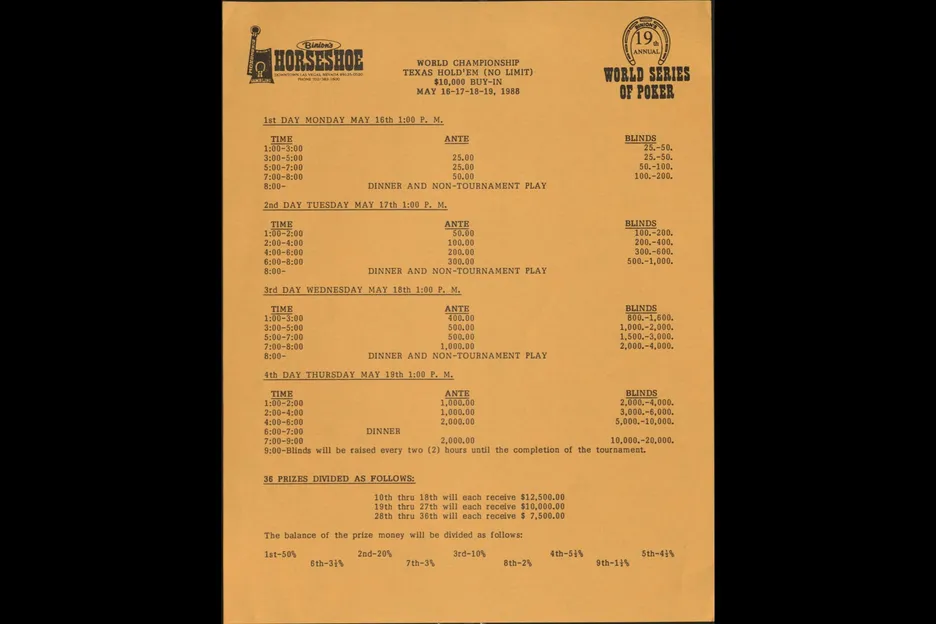 Binion's
HORSESHOE
DOWNTOWN LAS VEGAS, NEVADA
WORLD CHAMPIONSHIP
TEXAS HOLD'EM (NO LIMIT)
$10,000 BUY-IN
MAY 16-17-18-19, 1988
BINION'S
19th
ANNUAL
WORLD SERIES
OF POKER
1st DAY MONDAY MAY 16th 1:00 P. M.
TIME ANTE BLINDS
1:00-3:00 25.-50.
3:00-5:00 25.00 25.-50.
5:00-7:00 25.00 50.-100.
7:00-8:00 50.00 100.-200.
8:00- DINNER AND NON-TOURNAMENT PLAY
2nd DAY TUESDAY MAY 17th 1:00 P. M.
TIME ANTE BLINDS
1:00-2:00 50.00 100.-200.
2:00-4:00 100.00 200.-400.
4:00-6:00 200.00 300.-600.
6:00-8:00 300.00 500.-1,000.
8:00- DINNER AND NON-TOURNAMENT PLAY
3rd DAY WEDNESDAY MAY 18th 1:00 P. M.
TIME ANTE BLINDS
1:00-3:00 400.00 800.-1,600.
3:00-5:00 500.00 1,000.-2,000.
5:00-7:00 500.00 1,500.-3,000.
7:00-8:00 1,000.00 2,000.-4,000.
8:00- DINNER AND NON-TOURNAMENT PLAY
4th DAY THURSDAY MAY 19th 1:00 P. M.
TIME ANTE BLINDS
1:00-2:00 1,000.00 2,000.-4,000.
2:00-4:00 1,000.00 3,000.-6,000.
4:00-6:00 2,000.00 5,000.-10,000.
6:00-7:00 DINNER
7:00-9:00 2,000.00 10,000.-20,000.
9:00-Blinds will be raised every two (2) hours until the completion of the tournament.
36 PRIZES DIVIDED AS FOLLOWS:
10th thru 18th will each receive $12,500.00
19th thru 27th will each receive $10,000.00
28th thru 36th will each receive $ 7,500.00
The balance of the prize money will be divided as follows:
1st-50% 2nd-20% 3rd-10% 4th-5½% 5th-4½%
6th-3½% 7th-3% 8th-2% 9th-1½%